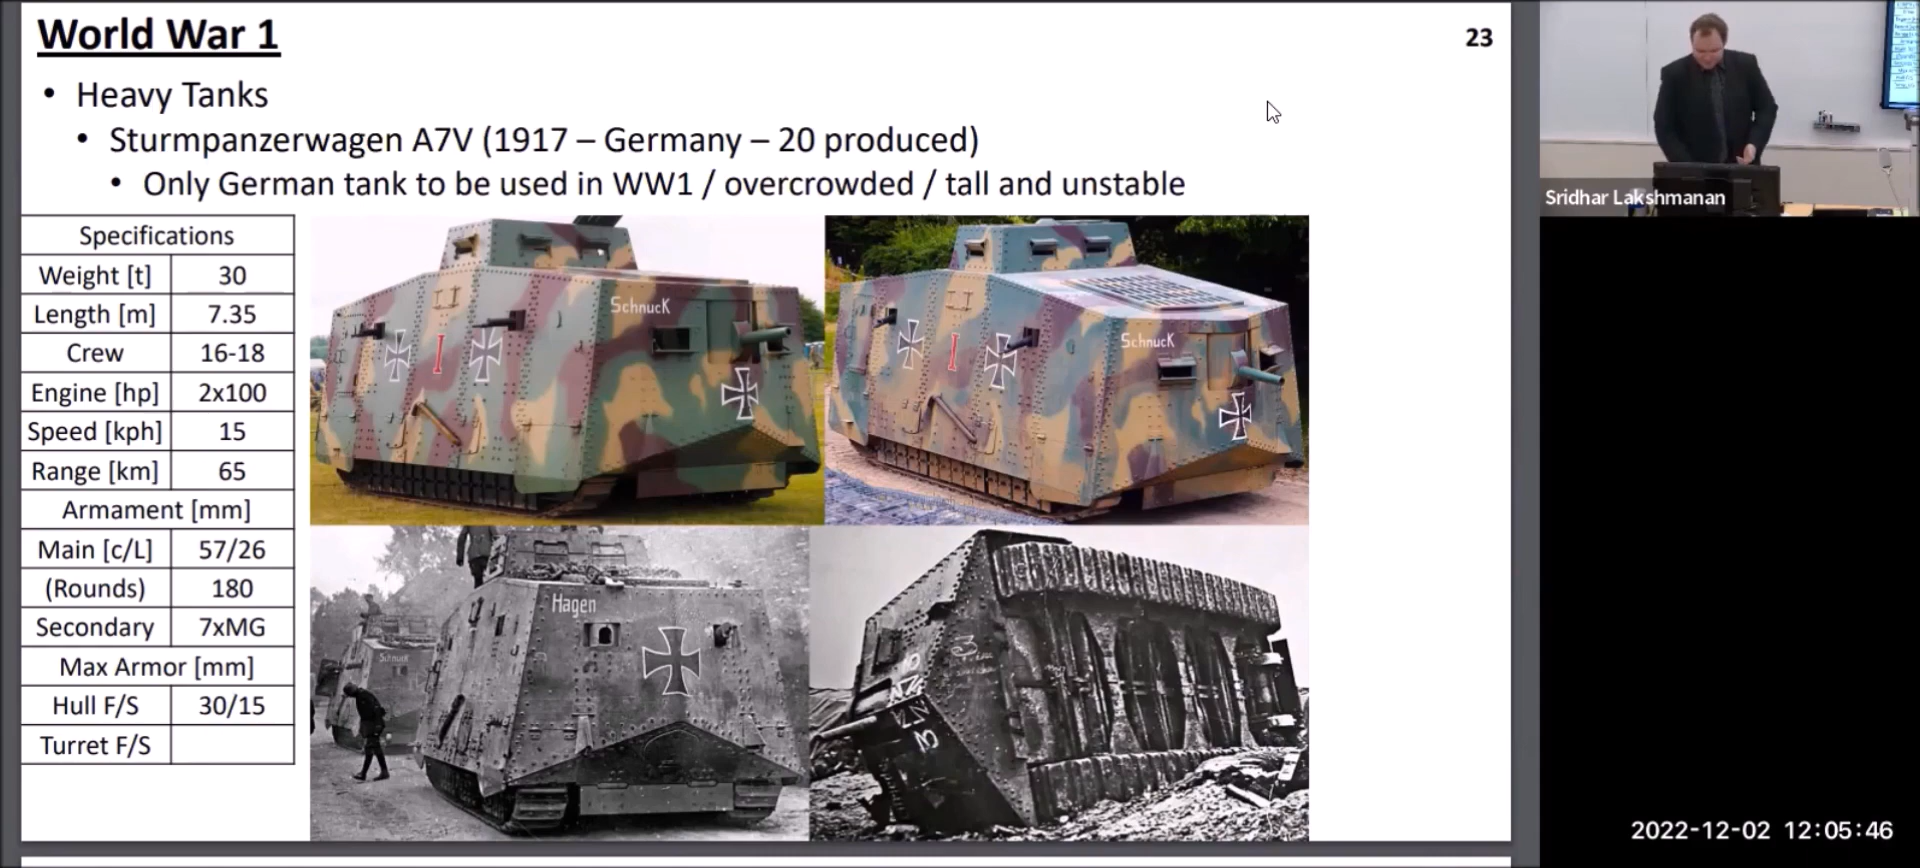 World War 1
23
• Heavy Tanks
• Sturmpanzerwagen A7V (1917 – Germany – 20 produced)
• Only German tank to be used in WW1 / overcrowded / tall and unstable
Specifications
Weight [t] 30
Length [m] 7.35
Crew 16-18
Engine [hp] 2x100
Speed [kph] 15
Range [km] 65
Armament [mm]
Main [c/L] 57/26
(Rounds) 180
Secondary 7xMG
Max Armor [mm]
Hull F/S 30/15
Turret F/S
SchnucK
I
SchnucK
I
Hagen
Schnuck
3
Sridhar Lakshmanan
2022-12-02 12:05:46